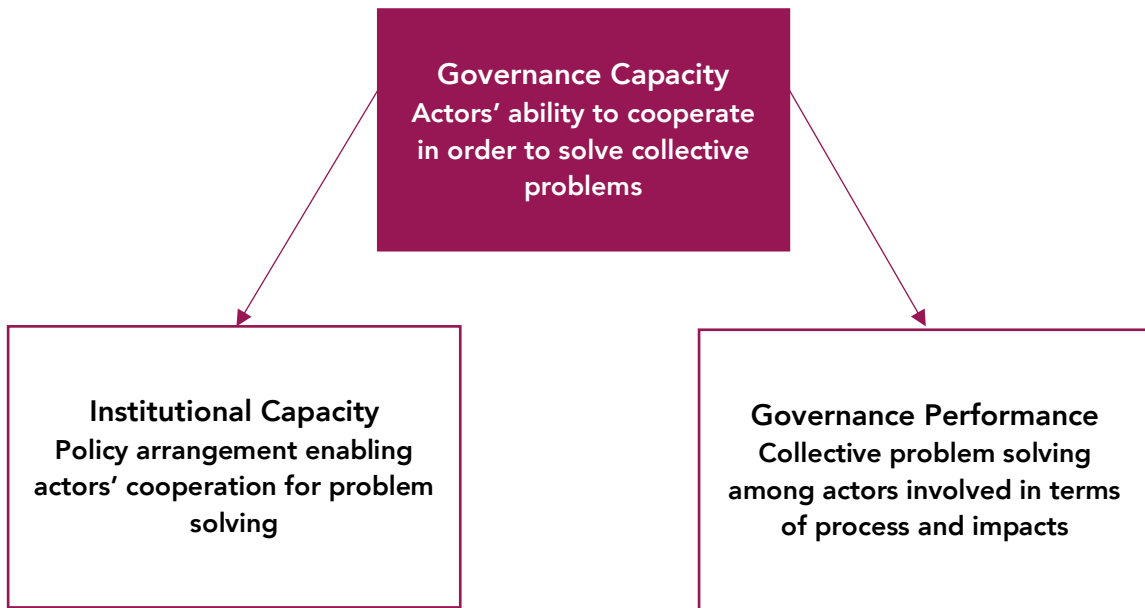 Governance Capacity
Actors’ ability to cooperate
in order to solve collective
problems
Institutional Capacity
Policy arrangement enabling
actors’ cooperation for problem
solving
Governance Performance
Collective problem solving
among actors involved in terms
of process and impacts